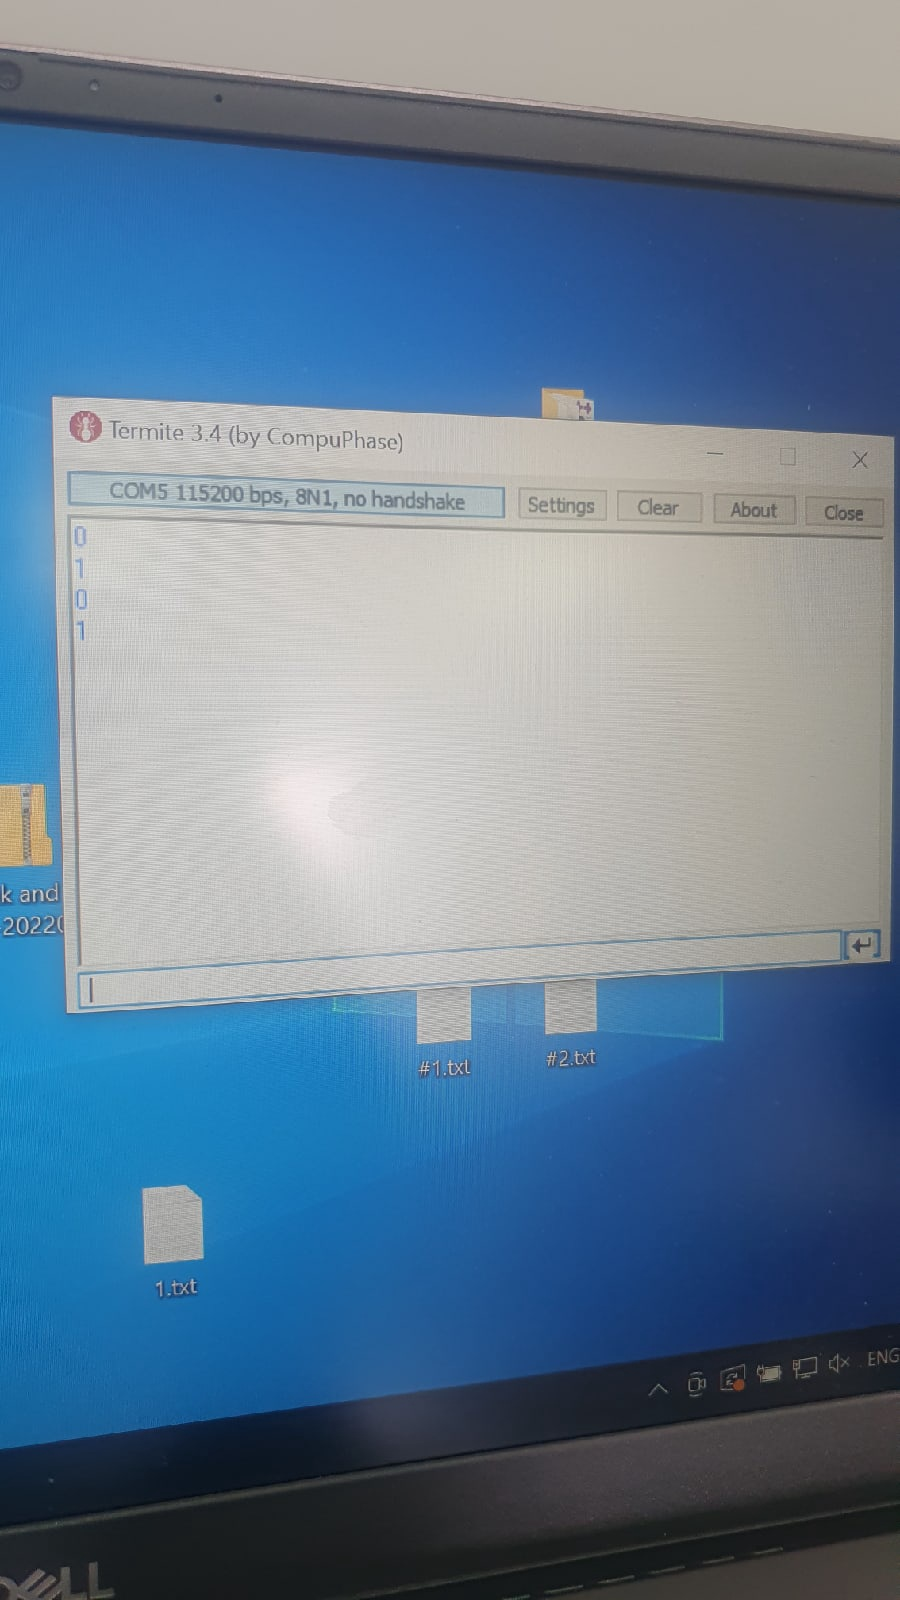 Termite 3.4 (by CompuPhase)
COM5 115200 bps, 8N1, no handshake
Settings
Clear
About
Close
0
1
0
1
k and
-2022
#1.txt
#2.txt
1.txt
ENG
DELL